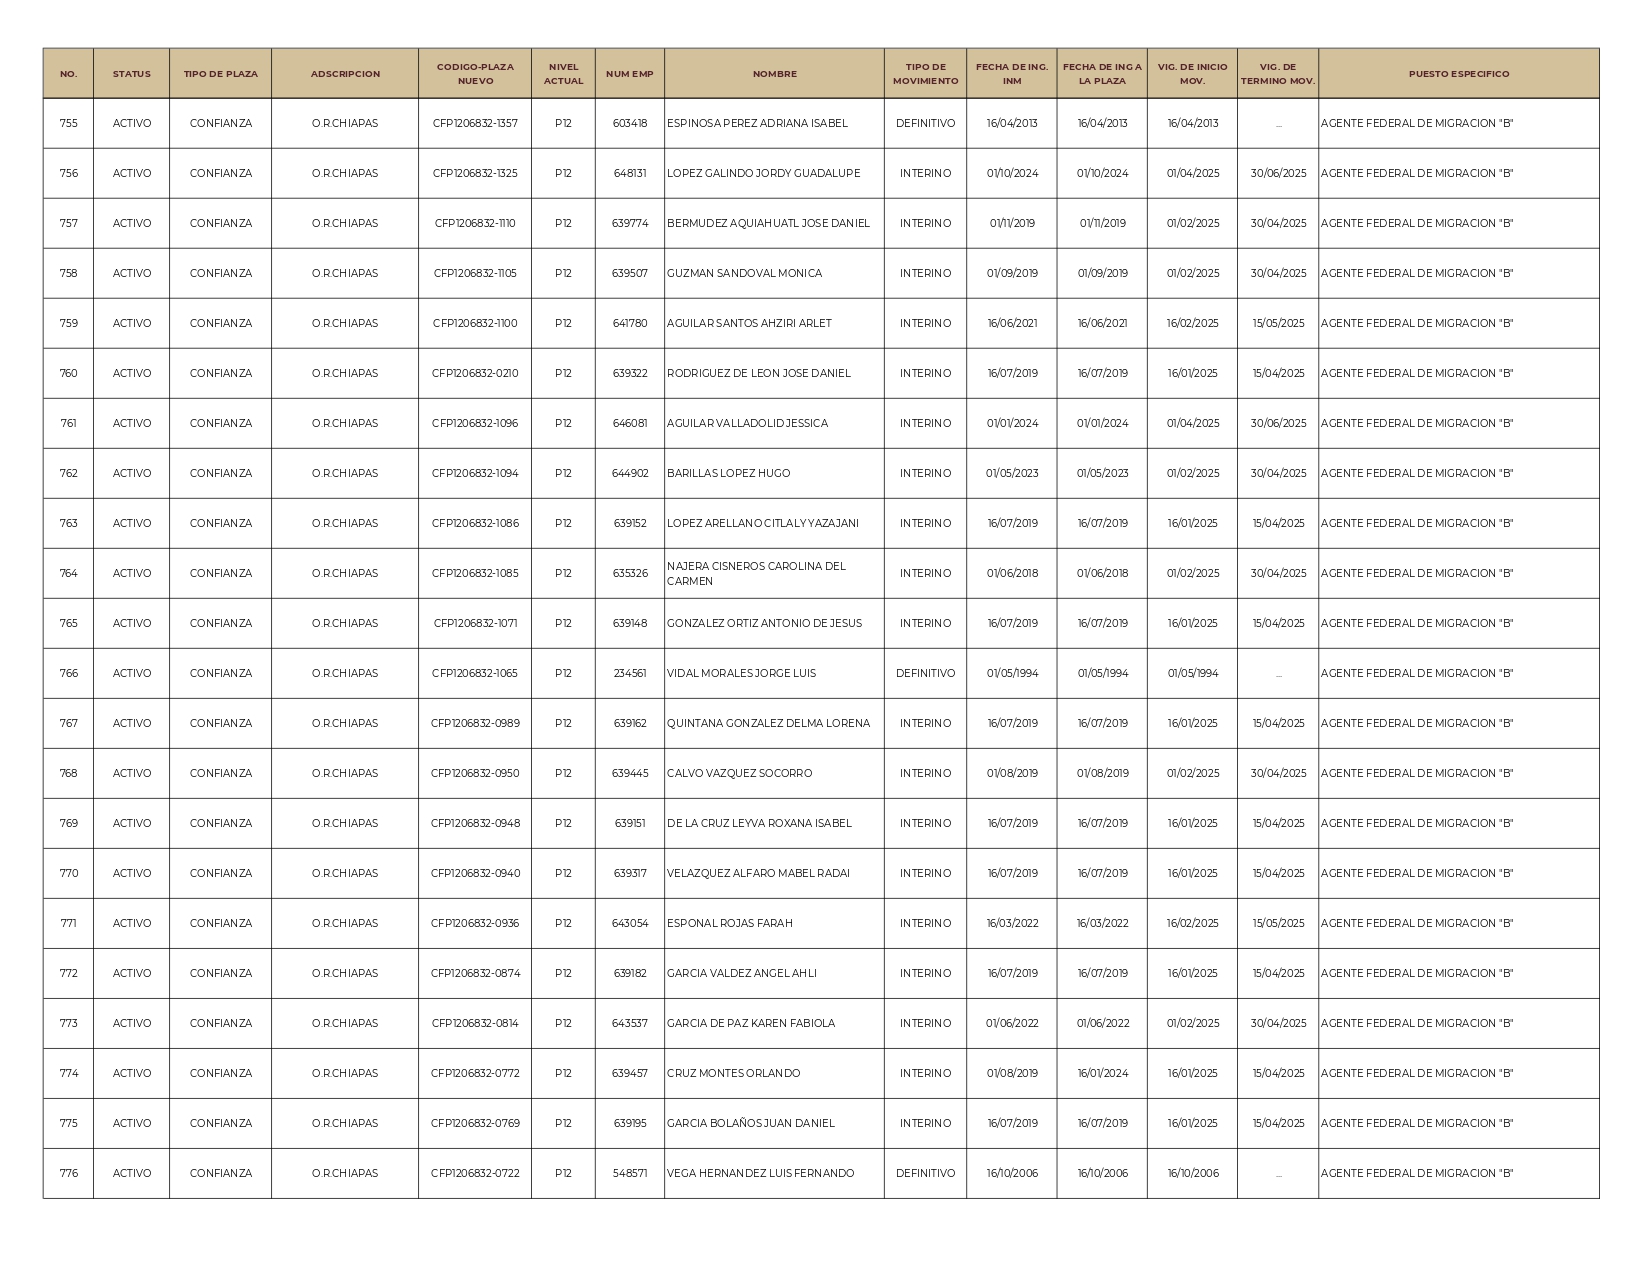 NO. STATUS TIPO DE PLAZA ADSCRIPCION CODIGO-PLAZA NUEVO NIVEL ACTUAL NUM EMP NOMBRE TIPO DE MOVIMIENTO FECHA DE ING. INM FECHA DE ING A LA PLAZA VIG. DE INICIO MOV. VIG. DE TERMINO MOV. PUESTO ESPECIFICO
755 ACTIVO CONFIANZA O.R.CHIAPAS CFP1206832-1357 P12 603418 ESPINOSA PEREZ ADRIANA ISABEL DEFINITIVO 16/04/2013 16/04/2013 16/04/2013 ... AGENTE FEDERAL DE MIGRACION "B"
756 ACTIVO CONFIANZA O.R.CHIAPAS CFP1206832-1325 P12 648131 LOPEZ GALINDO JORDY GUADALUPE INTERINO 01/10/2024 01/10/2024 01/04/2025 30/06/2025 AGENTE FEDERAL DE MIGRACION "B"
757 ACTIVO CONFIANZA O.R.CHIAPAS CFP1206832-1110 P12 639774 BERMUDEZ AQUIAHUATL JOSE DANIEL INTERINO 01/11/2019 01/11/2019 01/02/2025 30/04/2025 AGENTE FEDERAL DE MIGRACION "B"
758 ACTIVO CONFIANZA O.R.CHIAPAS CFP1206832-1105 P12 639507 GUZMAN SANDOVAL MONICA INTERINO 01/09/2019 01/09/2019 01/02/2025 30/04/2025 AGENTE FEDERAL DE MIGRACION "B"
759 ACTIVO CONFIANZA O.R.CHIAPAS CFP1206832-1100 P12 641780 AGUILAR SANTOS AHZIRI ARLET INTERINO 16/06/2021 16/06/2021 16/02/2025 15/05/2025 AGENTE FEDERAL DE MIGRACION "B"
760 ACTIVO CONFIANZA O.R.CHIAPAS CFP1206832-0210 P12 639322 RODRIGUEZ DE LEON JOSE DANIEL INTERINO 16/07/2019 16/07/2019 16/01/2025 15/04/2025 AGENTE FEDERAL DE MIGRACION "B"
761 ACTIVO CONFIANZA O.R.CHIAPAS CFP1206832-1096 P12 646081 AGUILAR VALLADOLID JESSICA INTERINO 01/01/2024 01/01/2024 01/04/2025 30/06/2025 AGENTE FEDERAL DE MIGRACION "B"
762 ACTIVO CONFIANZA O.R.CHIAPAS CFP1206832-1094 P12 644902 BARILLAS LOPEZ HUGO INTERINO 01/05/2023 01/05/2023 01/02/2025 30/04/2025 AGENTE FEDERAL DE MIGRACION "B"
763 ACTIVO CONFIANZA O.R.CHIAPAS CFP1206832-1086 P12 639152 LOPEZ ARELLANO CITLALY YAZAJANI INTERINO 16/07/2019 16/07/2019 16/01/2025 15/04/2025 AGENTE FEDERAL DE MIGRACION "B"
764 ACTIVO CONFIANZA O.R.CHIAPAS CFP1206832-1085 P12 635326 NAJERA CISNEROS CAROLINA DEL CARMEN INTERINO 01/06/2018 01/06/2018 01/02/2025 30/04/2025 AGENTE FEDERAL DE MIGRACION "B"
765 ACTIVO CONFIANZA O.R.CHIAPAS CFP1206832-1071 P12 639148 GONZALEZ ORTIZ ANTONIO DE JESUS INTERINO 16/07/2019 16/07/2019 16/01/2025 15/04/2025 AGENTE FEDERAL DE MIGRACION "B"
766 ACTIVO CONFIANZA O.R.CHIAPAS CFP1206832-1065 P12 234561 VIDAL MORALES JORGE LUIS DEFINITIVO 01/05/1994 01/05/1994 01/05/1994 ... AGENTE FEDERAL DE MIGRACION "B"
767 ACTIVO CONFIANZA O.R.CHIAPAS CFP1206832-0989 P12 639162 QUINTANA GONZALEZ DELMA LORENA INTERINO 16/07/2019 16/07/2019 16/01/2025 15/04/2025 AGENTE FEDERAL DE MIGRACION "B"
768 ACTIVO CONFIANZA O.R.CHIAPAS CFP1206832-0950 P12 639445 CALVO VAZQUEZ SOCORRO INTERINO 01/08/2019 01/08/2019 01/02/2025 30/04/2025 AGENTE FEDERAL DE MIGRACION "B"
769 ACTIVO CONFIANZA O.R.CHIAPAS CFP1206832-0948 P12 639151 DE LA CRUZ LEYVA ROXANA ISABEL INTERINO 16/07/2019 16/07/2019 16/01/2025 15/04/2025 AGENTE FEDERAL DE MIGRACION "B"
770 ACTIVO CONFIANZA O.R.CHIAPAS CFP1206832-0940 P12 639317 VELAZQUEZ ALFARO MABEL RADAI INTERINO 16/07/2019 16/07/2019 16/01/2025 15/04/2025 AGENTE FEDERAL DE MIGRACION "B"
771 ACTIVO CONFIANZA O.R.CHIAPAS CFP1206832-0936 P12 643054 ESPONAL ROJAS FARAH INTERINO 16/03/2022 16/03/2022 16/02/2025 15/05/2025 AGENTE FEDERAL DE MIGRACION "B"
772 ACTIVO CONFIANZA O.R.CHIAPAS CFP1206832-0874 P12 639182 GARCIA VALDEZ ANGEL AHLI INTERINO 16/07/2019 16/07/2019 16/01/2025 15/04/2025 AGENTE FEDERAL DE MIGRACION "B"
773 ACTIVO CONFIANZA O.R.CHIAPAS CFP1206832-0814 P12 643537 GARCIA DE PAZ KAREN FABIOLA INTERINO 01/06/2022 01/06/2022 01/02/2025 30/04/2025 AGENTE FEDERAL DE MIGRACION "B"
774 ACTIVO CONFIANZA O.R.CHIAPAS CFP1206832-0772 P12 639457 CRUZ MONTES ORLANDO INTERINO 01/08/2019 16/01/2024 16/01/2025 15/04/2025 AGENTE FEDERAL DE MIGRACION "B"
775 ACTIVO CONFIANZA O.R.CHIAPAS CFP1206832-0769 P12 639195 GARCIA BOLAÑOS JUAN DANIEL INTERINO 16/07/2019 16/07/2019 16/01/2025 15/04/2025 AGENTE FEDERAL DE MIGRACION "B"
776 ACTIVO CONFIANZA O.R.CHIAPAS CFP1206832-0722 P12 548571 VEGA HERNANDEZ LUIS FERNANDO DEFINITIVO 16/10/2006 16/10/2006 16/10/2006 ... AGENTE FEDERAL DE MIGRACION "B"